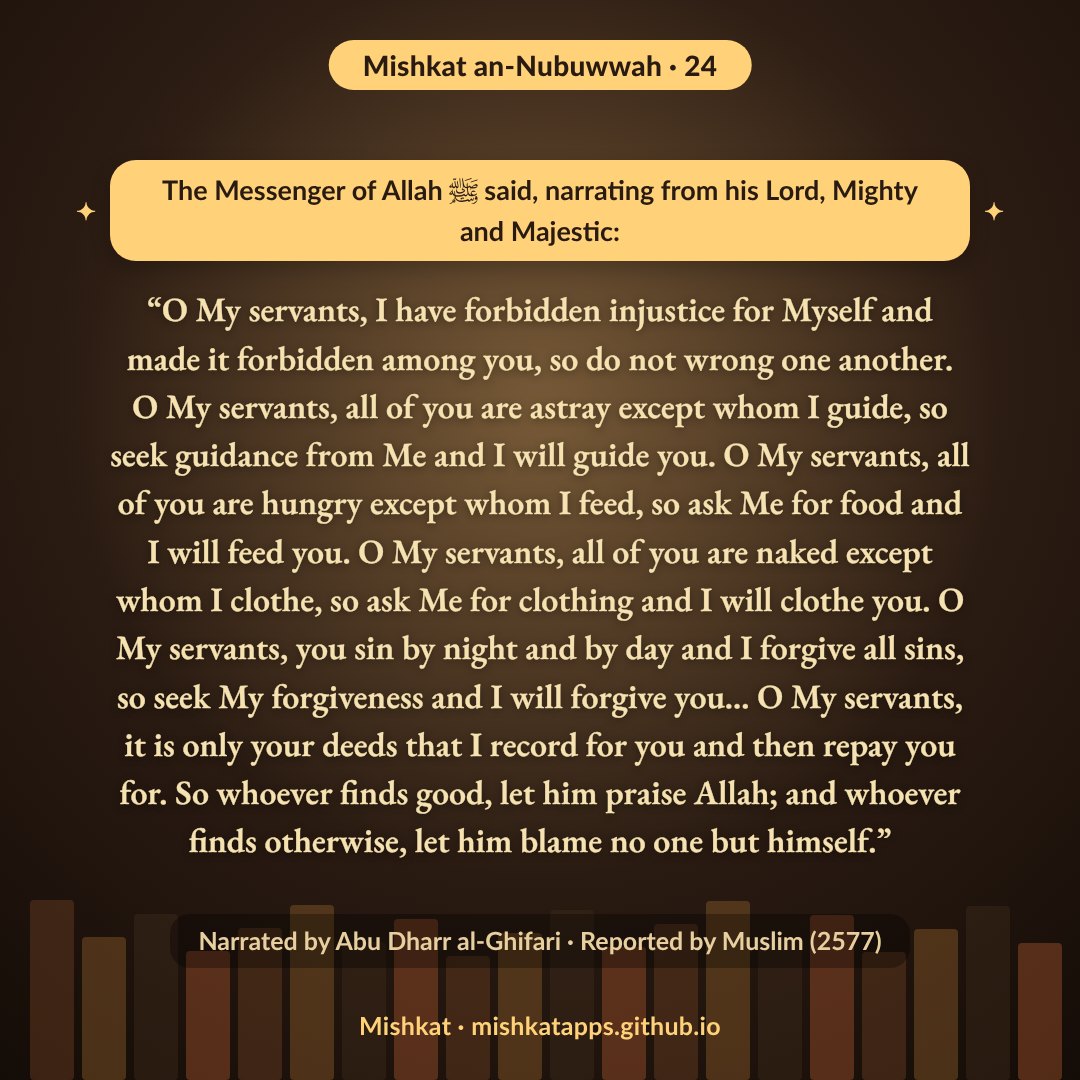 Mishkat an-Nubuwwah · 24
The Messenger of Allah ﷺ said, narrating from his Lord, Mighty
and Majestic:
“O My servants, I have forbidden injustice for Myself and
made it forbidden among you, so do not wrong one another.
O My servants, all of you are astray except whom I guide, so
seek guidance from Me and I will guide you. O My servants, all
of you are hungry except whom I feed, so ask Me for food and
I will feed you. O My servants, all of you are naked except
whom I clothe, so ask Me for clothing and I will clothe you. O
My servants, you sin by night and by day and I forgive all sins,
so seek My forgiveness and I will forgive you... O My servants,
it is only your deeds that I record for you and then repay you
for. So whoever finds good, let him praise Allah; and whoever
finds otherwise, let him blame no one but himself.”
Narrated by Abu Dharr al-Ghifari · Reported by Muslim (2577)
Mishkat · mishkatapps.github.io